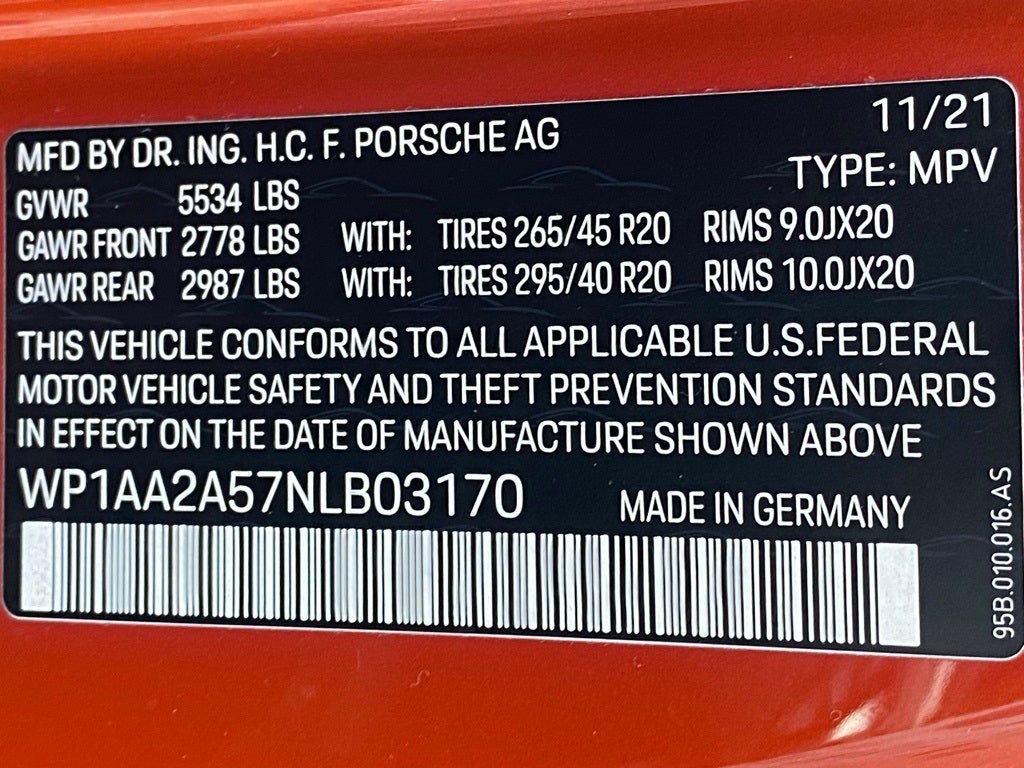 MFD BY DR. ING. H.C. F. PORSCHE AG 11/21
TYPE: MPV
GVWR 5534 LBS
GAWR FRONT 2778 LBS WITH: TIRES 265/45 R20 RIMS 9.0JX20
GAWR REAR 2987 LBS WITH: TIRES 295/40 R20 RIMS 10.0JX20
THIS VEHICLE CONFORMS TO ALL APPLICABLE U.S.FEDERAL
MOTOR VEHICLE SAFETY AND THEFT PREVENTION STANDARDS
IN EFFECT ON THE DATE OF MANUFACTURE SHOWN ABOVE
WP1AA2A57NLB03170 MADE IN GERMANY
95B.010.016.AS